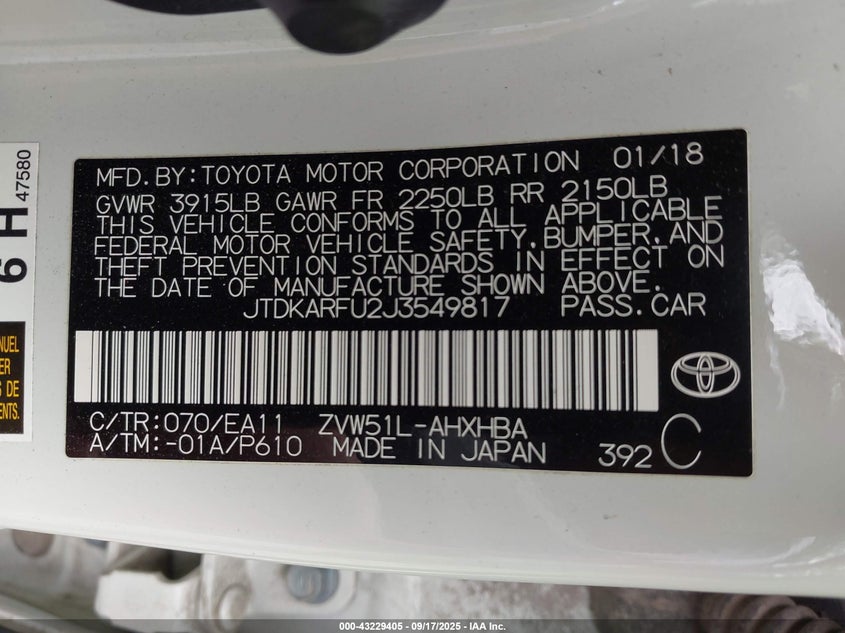 MFD.BY:TOYOTA MOTOR CORPORATION 01/18
GVWR 3915LB GAWR FR 2250LB RR 2150LB
THIS VEHICLE CONFORMS TO ALL APPLICABLE
FEDERAL MOTOR VEHICLE SAFETY,BUMPER,AND
THEFT PREVENTION STANDARDS IN EFFECT ON
THE DATE OF MANUFACTURE SHOWN ABOVE.
JTDKARFU2J3549817 PASS.CAR
C/TR:070/EA11 ZVW51L-AHXHBA
A/TM:-01A/P610 MADE IN JAPAN 392 C
6 H
47580
NUEL
ER
S DE
ENTS.
000-43229405 - 09/17/2025 - IAA Inc.